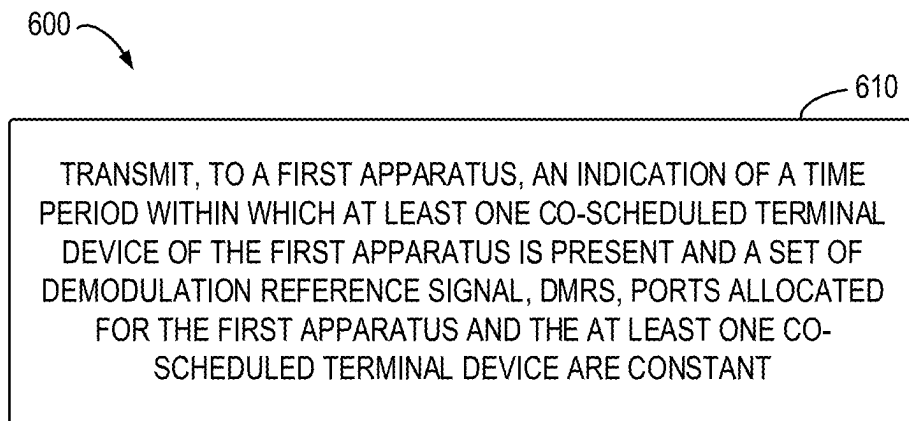 600
610
TRANSMIT, TO A FIRST APPARATUS, AN INDICATION OF A TIME
PERIOD WITHIN WHICH AT LEAST ONE CO-SCHEDULED TERMINAL
DEVICE OF THE FIRST APPARATUS IS PRESENT AND A SET OF
DEMODULATION REFERENCE SIGNAL, DMRS, PORTS ALLOCATED
FOR THE FIRST APPARATUS AND THE AT LEAST ONE CO-
SCHEDULED TERMINAL DEVICE ARE CONSTANT